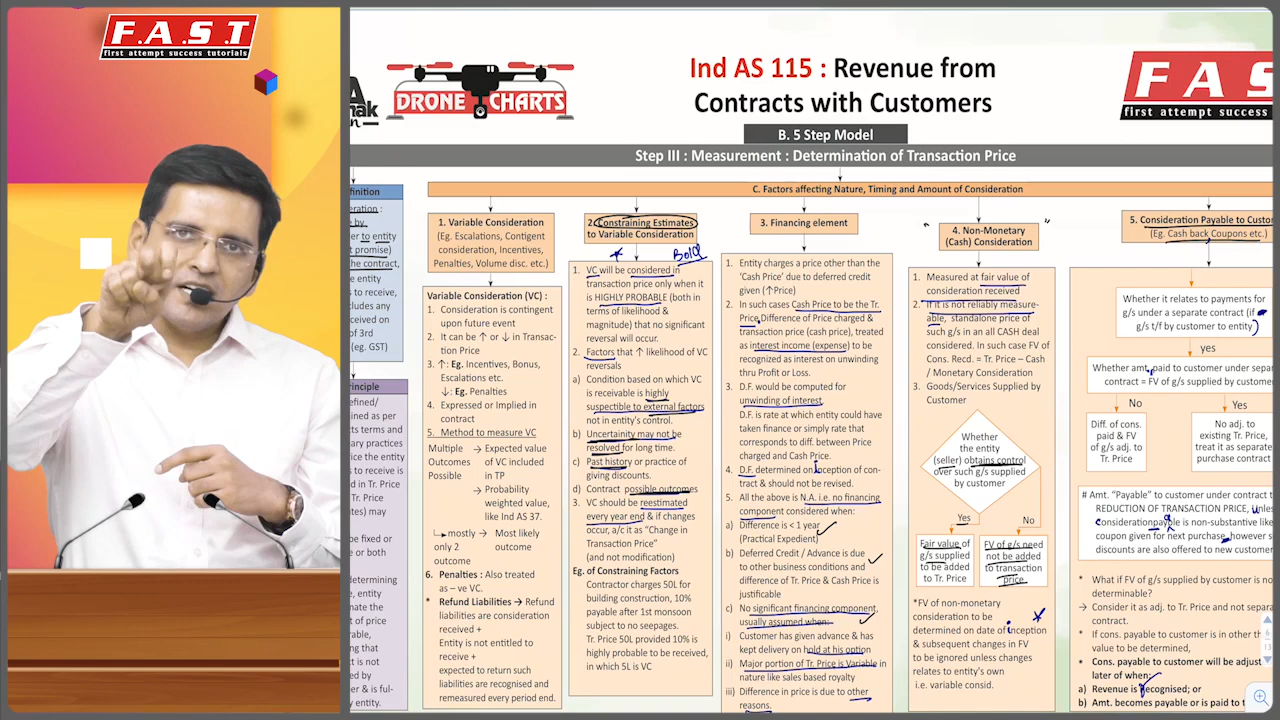 F.A.S.T
first attempt success tutorials
DRONE CHARTS
Ind AS 115 : Revenue from
Contracts with Customers
FAS
first attempt success
B. 5 Step Model
Step III : Measurement : Determination of Transaction Price
C. Factors affecting Nature, Timing and Amount of Consideration
1. Variable Consideration
(Eg. Escalations, Contigent
consideration, Incentives,
Penalties, Volume disc. etc.)
Variable Consideration (VC) :
1. Consideration is contingent
upon future event
2. It can be ↑ or ↓ in Transac-
tion Price
3. ↑: Eg. Incentives, Bonus,
Escalations etc.
↓: Eg. Penalties
4. Expressed or Implied in
contract
5. Method to measure VC
Multiple → Expected value
Outcomes of VC included
Possible in TP
→ Probability
weighted value,
like Ind AS 37.
mostly → Most likely
only 2 outcome
outcome
6. Penalties : Also treated
as – ve VC.
* Refund Liabilities → Refund
liabilities are consideration
received +
Entity is not entitled to
receive +
expected to return such
liabilities are recognised and
remeasured every period end.
2. Constraining Estimates
to Variable Consideration
Bold
1. VC will be considered in
transaction price only when it
is HIGHLY PROBABLE (both in
terms of likelihood &
magnitude) that no significant
reversal will occur.
2. Factors that ↑ likelihood of VC
reversals
a) Condition based on which VC
is receivable is highly
suspectible to external factors
not in entity's control.
b) Uncertainty may not be
resolved for long time.
c) Past history or practice of
giving discounts.
d) Contract possible outcomes
3. VC should be reestimated
every year end & if changes
occur, a/c it as "Change in
Transaction Price"
(and not modification)
Eg. of Constraining Factors
Contractor charges 50L for
building construction, 10%
payable after 1st monsoon
subject to no seepages.
Tr. Price 50L provided 10% is
highly probable to be received,
in which 5L is VC
3. Financing element
1. Entity charges a price other than the
'Cash Price' due to deferred credit
given (↑Price)
2. In such cases Cash Price to be the Tr.
Price. Difference of Price charged &
transaction price (cash price), treated
as interest income (expense) to be
recognised as interest on unwinding
thru Profit or Loss.
3. D.F. would be computed for
unwinding of interest.
D.F. is rate at which entity could have
taken finance or simply rate that
corresponds to diff. between Price
charged and Cash Price.
4. D.F. determined on inception of con-
tract & should not be revised.
5. All the above is N.A. i.e. no financing
component considered when:
a) Difference is < 1 year
(Practical Expedient)
b) Deferred Credit / Advance is due
to other business conditions and
difference of Tr. Price & Cash Price is
justifiable
c) No significant financing component,
usually assumed when:
i) Customer has given advance & has
kept delivery on hold at his option
ii) Major portion of Tr. Price is Variable in
nature like sales based royalty
iii) Difference in price is due to other
reasons.
4. Non-Monetary
(Cash) Consideration
1. Measured at fair value of
consideration received
2. If it is not reliably measure-
able, standalone price of
such g/s in an all CASH deal
considered. In such case FV of
Cons. Recd. = Tr. Price – Cash
/ Monetary Consideration
3. Goods/Services Supplied by
Customer
Whether
the entity
(seller) obtains control
over such g/s supplied
by customer
Yes
No
Fair value of
g/s supplied
to be added
to Tr. Price
FV of g/s need
not be added
to transaction
price
*FV of non-monetary
consideration to be
determined on date of inception
& subsequent changes in FV
to be ignored unless changes
relates to entity's own
i.e. variable consid.
5. Consideration Payable to Custo
(Eg. Cash back Coupons etc.)
Whether it relates to payments for
g/s under a separate contract (if
g/s t/f by customer to entity)
yes
Whether amt. paid to customer under sepa
contract = FV of g/s supplied by custome
No
Yes
Diff. of cons.
paid & FV
of g/s adj. to
Tr. Price
No adj. to
existing Tr. Price,
treat it as separate
purchase contract
# Amt. "Payable" to customer under contract t
REDUCTION OF TRANSACTION PRICE, unles
considerationpayable is non-substantive like
coupon given for next purchase, however s
discounts are also offered to new customer
* What if FV of g/s supplied by customer is no
determinable?
→ Consider it as adj. to Tr. Price and not separa
contract.
* If cons. payable to customer is in other th
value to be determined,
* Cons. payable to customer will be adjust
later of when:
a) Revenue is recognised; or
b) Amt. becomes payable or is paid to t